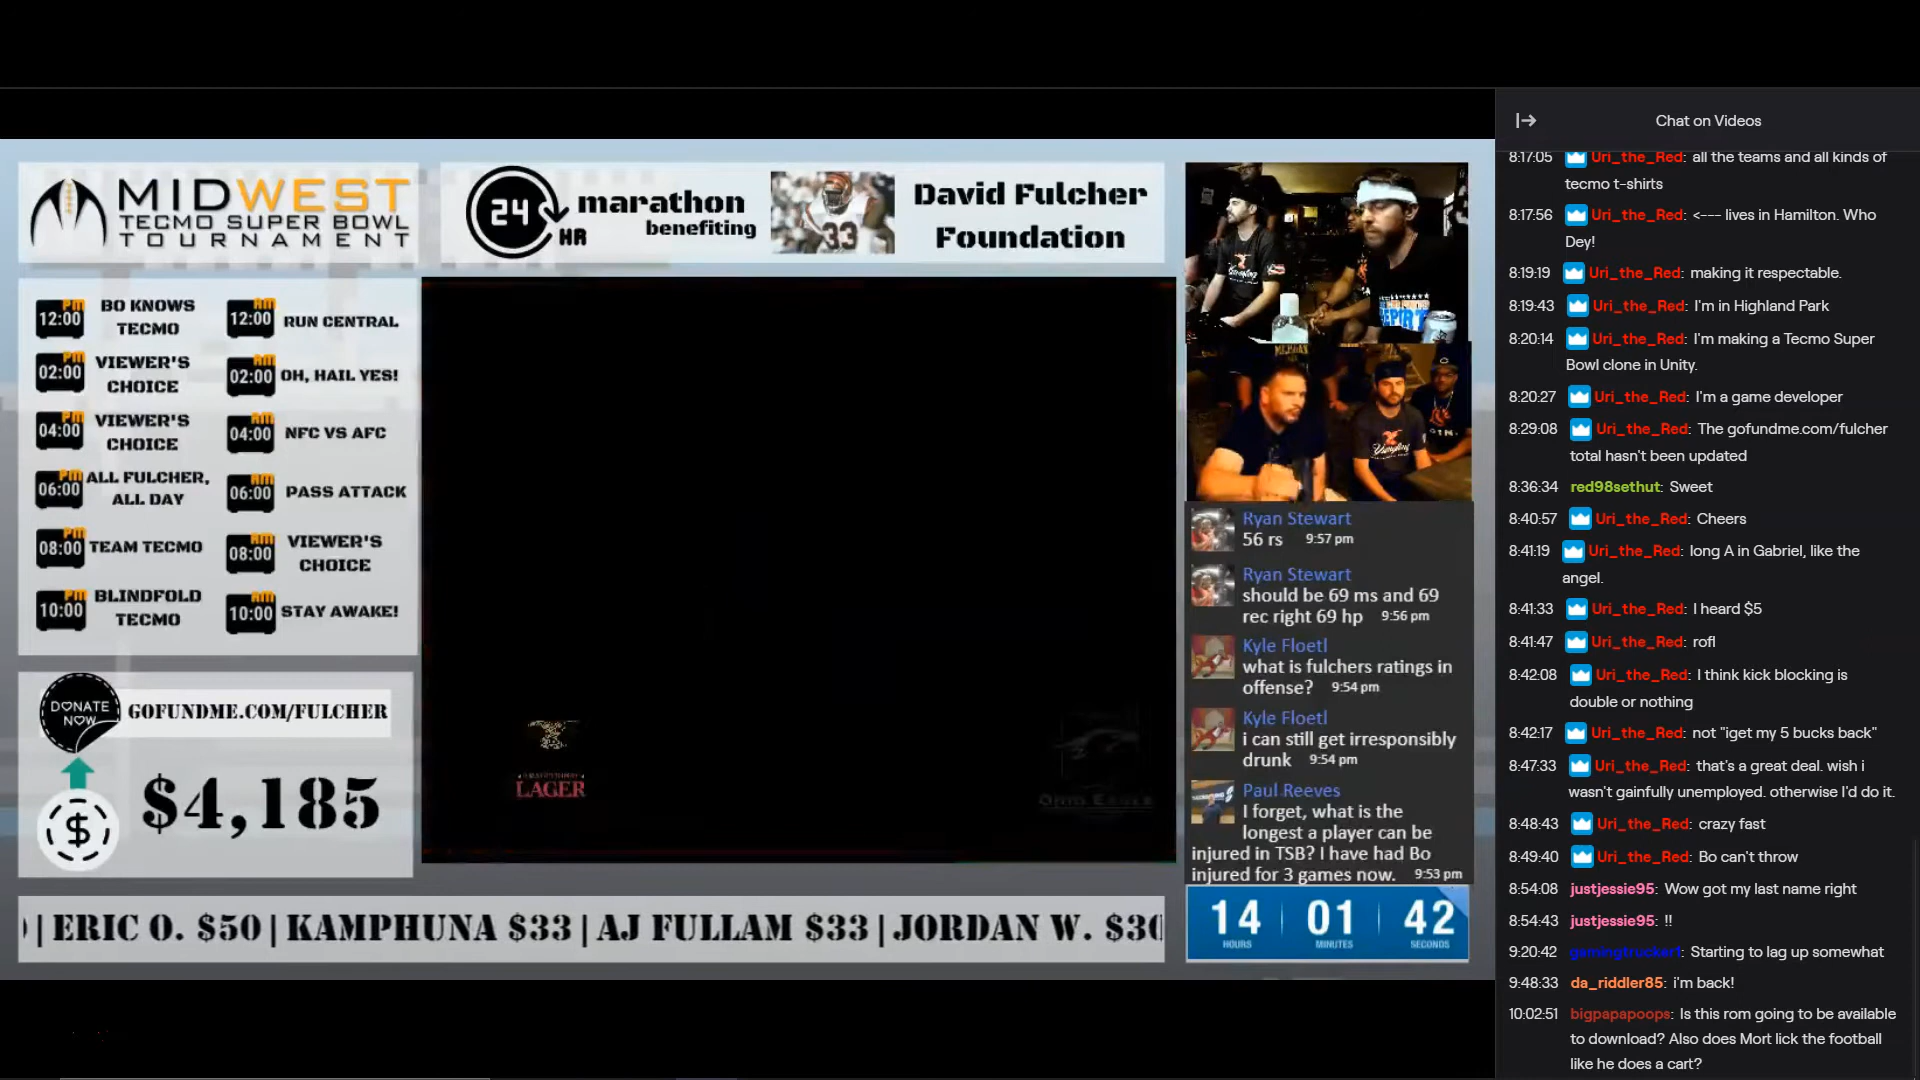 Chat on Videos
MIDWEST
TECMO SUPER BOWL
TOURNAMENT
24 HR
marathon
benefiting
33
David Fulcher
Foundation
PM 12:00 BO KNOWS TECMO
PM 02:00 VIEWER'S CHOICE
PM 04:00 VIEWER'S CHOICE
PM 06:00 ALL FULCHER, ALL DAY
PM 08:00 TEAM TECMO
PM 10:00 BLINDFOLD TECMO
AM 12:00 RUN CENTRAL
AM 02:00 OH, HAIL YES!
AM 04:00 NFC VS AFC
AM 06:00 PASS ATTACK
AM 08:00 VIEWER'S CHOICE
AM 10:00 STAY AWAKE!
DONATE NOW
GOFUNDME.COM/FULCHER
$
$4,185
LAGER
OHIO EAGLE
Yuengling
Yuengling
Ryan Stewart
56 rs 9:57 pm
Ryan Stewart
should be 69 ms and 69
rec right 69 hp 9:56 pm
Kyle Floetl
what is fulchers ratings in
offense? 9:54 pm
Kyle Floetl
i can still get irresponsibly
drunk 9:54 pm
Paul Reeves
I forget, what is the
longest a player can be
injured in TSB? I have had Bo
injured for 3 games now. 9:53 pm
| ERIC O. $50 | KAMPHUNA $33 | AJ FULLAM $33 | JORDAN W. $30
14 01 42
HOURS MINUTES SECONDS
8:17:05 Uri_the_Red: all the teams and all kinds of
tecmo t-shirts
8:17:56 Uri_the_Red: <--- lives in Hamilton. Who
Dey!
8:19:19 Uri_the_Red: making it respectable.
8:19:43 Uri_the_Red: I'm in Highland Park
8:20:14 Uri_the_Red: I'm making a Tecmo Super
Bowl clone in Unity.
8:20:27 Uri_the_Red: I'm a game developer
8:29:08 Uri_the_Red: The gofundme.com/fulcher
total hasn't been updated
8:36:34 red98sethut: Sweet
8:40:57 Uri_the_Red: Cheers
8:41:19 Uri_the_Red: long A in Gabriel, like the
angel.
8:41:33 Uri_the_Red: I heard $5
8:41:47 Uri_the_Red: rofl
8:42:08 Uri_the_Red: I think kick blocking is
double or nothing
8:42:17 Uri_the_Red: not "iget my 5 bucks back"
8:47:33 Uri_the_Red: that's a great deal. wish i
wasn't gainfully unemployed. otherwise I'd do it.
8:48:43 Uri_the_Red: crazy fast
8:49:40 Uri_the_Red: Bo can't throw
8:54:08 justjessie95: Wow got my last name right
8:54:43 justjessie95: !!
9:20:42 gamingtrucker1: Starting to lag up somewhat
9:48:33 da_riddler85: i'm back!
10:02:51 bigpapapoops: Is this rom going to be available
to download? Also does Mort lick the football
like he does a cart?